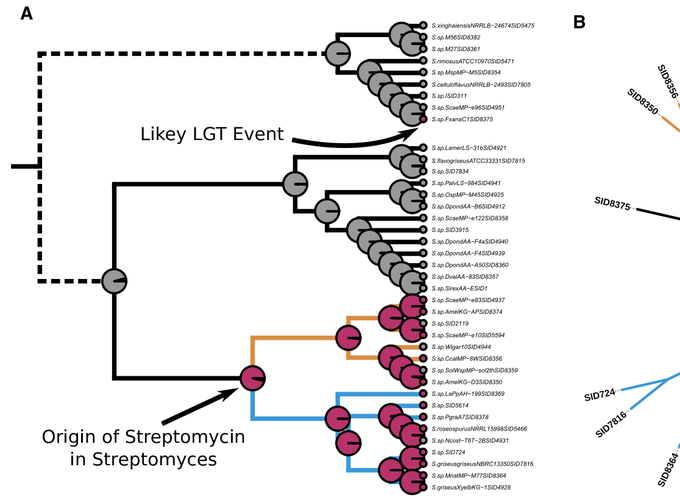 A
B
S.xinghaiensisNRRLB-24674SID5475
S.sp.M56SID8382
S.sp.M27SID8361
S.rimosusATCC10970SID5471
S.sp.MspMP-M5SID8354
S.celluloflavusNRRLB-2493SID7805
S.sp.ISID311
S.sp.ScaeMP-e96SID4951
S.sp.FxanaC1SID8375
Likey LGT Event
S.sp.LamerLS-31bSID4921
S.flavogriseusATCC33331SID7815
S.sp.SID7834
S.sp.PalvLS-984SID4941
S.sp.OspMP-M45SID4925
S.sp.DpondAA-B6SID4912
S.sp.ScaeMP-e122SID8358
S.sp.SID3915
S.sp.DpondAA-F4aSID4940
S.sp.DpondAA-F4SID4939
S.sp.DpondAA-A50SID8360
S.sp.DvalAA-83SID8357
S.sp.SirexAA-ESID1
S.sp.ScaeMP-e83SID4937
S.sp.AmelKG-APSID8374
S.sp.SID2119
S.sp.ScaeMP-e10SID5594
S.sp.Wigar10SID4944
S.sp.CcalMP-8WSID8356
S.sp.SolWspMP-sol2thSID8359
S.sp.AmelKG-D3SID8350
S.sp.LaPpAH-199SID8369
S.sp.SID5614
S.sp.PgraA7SID8378
S.roseospurusNRRL15998SID5466
S.sp.Ncost-T6T-2BSID4931
S.sp.SID724
S.griseusgriseusNBRC13350SID7816
S.sp.MnatMP-M77SID8364
S.griseusXyelbKG-1SID4928
Origin of Streptomycin
in Streptomyces
SID8356
SID8350
SID8375
SID724
SID7816
SID8364